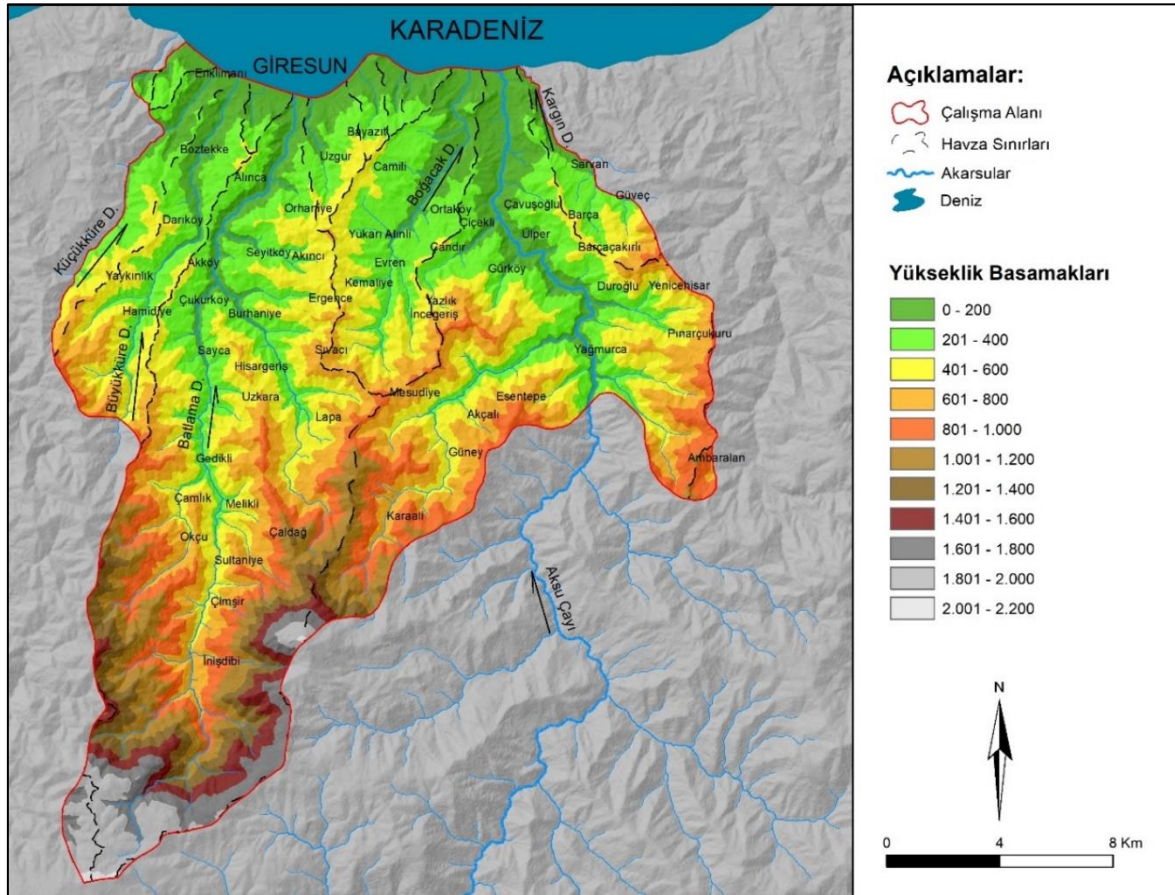 KARADENİZ
GİRESUN
Erikliman
Kargın D.
Bayazıt
Boztekke
Uzgur
Camili
Sarvan
Alınca
Boğacak D.
Güveç
Orhaniye
Ortaköy
Çavuşoğlu
Barça
Darıköy
Çiçekli
Küçükküre D.
Yukarı Alınlı
Ülper
Seyitköy
Akıncı
Çandır
Barçaçakırlı
Akköy
Evren
Gürköy
Yaykınlık
Kemaliye
Duroğlu
Yenicehisar
Çukurköy
Ergence
Yazlık
Hamidiye
Burhaniye
İncegeriş
Pınarçukuru
Sayca
Sıvacı
Yağmurca
Büyükküre D.
Hisargeriş
Uzkara
Mesudiye
Esentepe
Lapa
Akçalı
Batlama D.
Güney
Gedikli
Ambaralan
Çamlık
Melikli
Karaali
Okçu
Çaldağ
Sultaniye
Çimşir
Aksu Çayı
İnişdibi
Açıklamalar:
Çalışma Alanı
Havza Sınırları
Akarsular
Deniz
Yükseklik Basamakları
0 - 200
201 - 400
401 - 600
601 - 800
801 - 1.000
1.001 - 1.200
1.201 - 1.400
1.401 - 1.600
1.601 - 1.800
1.801 - 2.000
2.001 - 2.200
N
0 4 8 Km